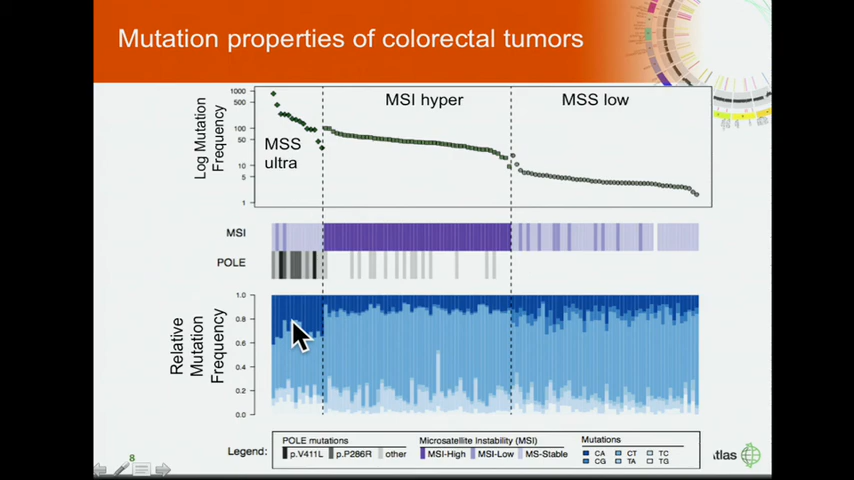 Mutation properties of colorectal tumors
Log Mutation
Frequency
1000
500
100
50
10
5
1
MSS
ultra
MSI hyper
MSS low
MSI
POLE
Relative
Mutation
Frequency
1.0
0.8
0.6
0.4
0.2
0.0
Legend:
POLE mutations
p.V411L p.P286R other
Microsatellite Instability (MSI)
MSI-High MSI-Low MS-Stable
Mutations
CA CT TC
CG TA TG
8
tlas